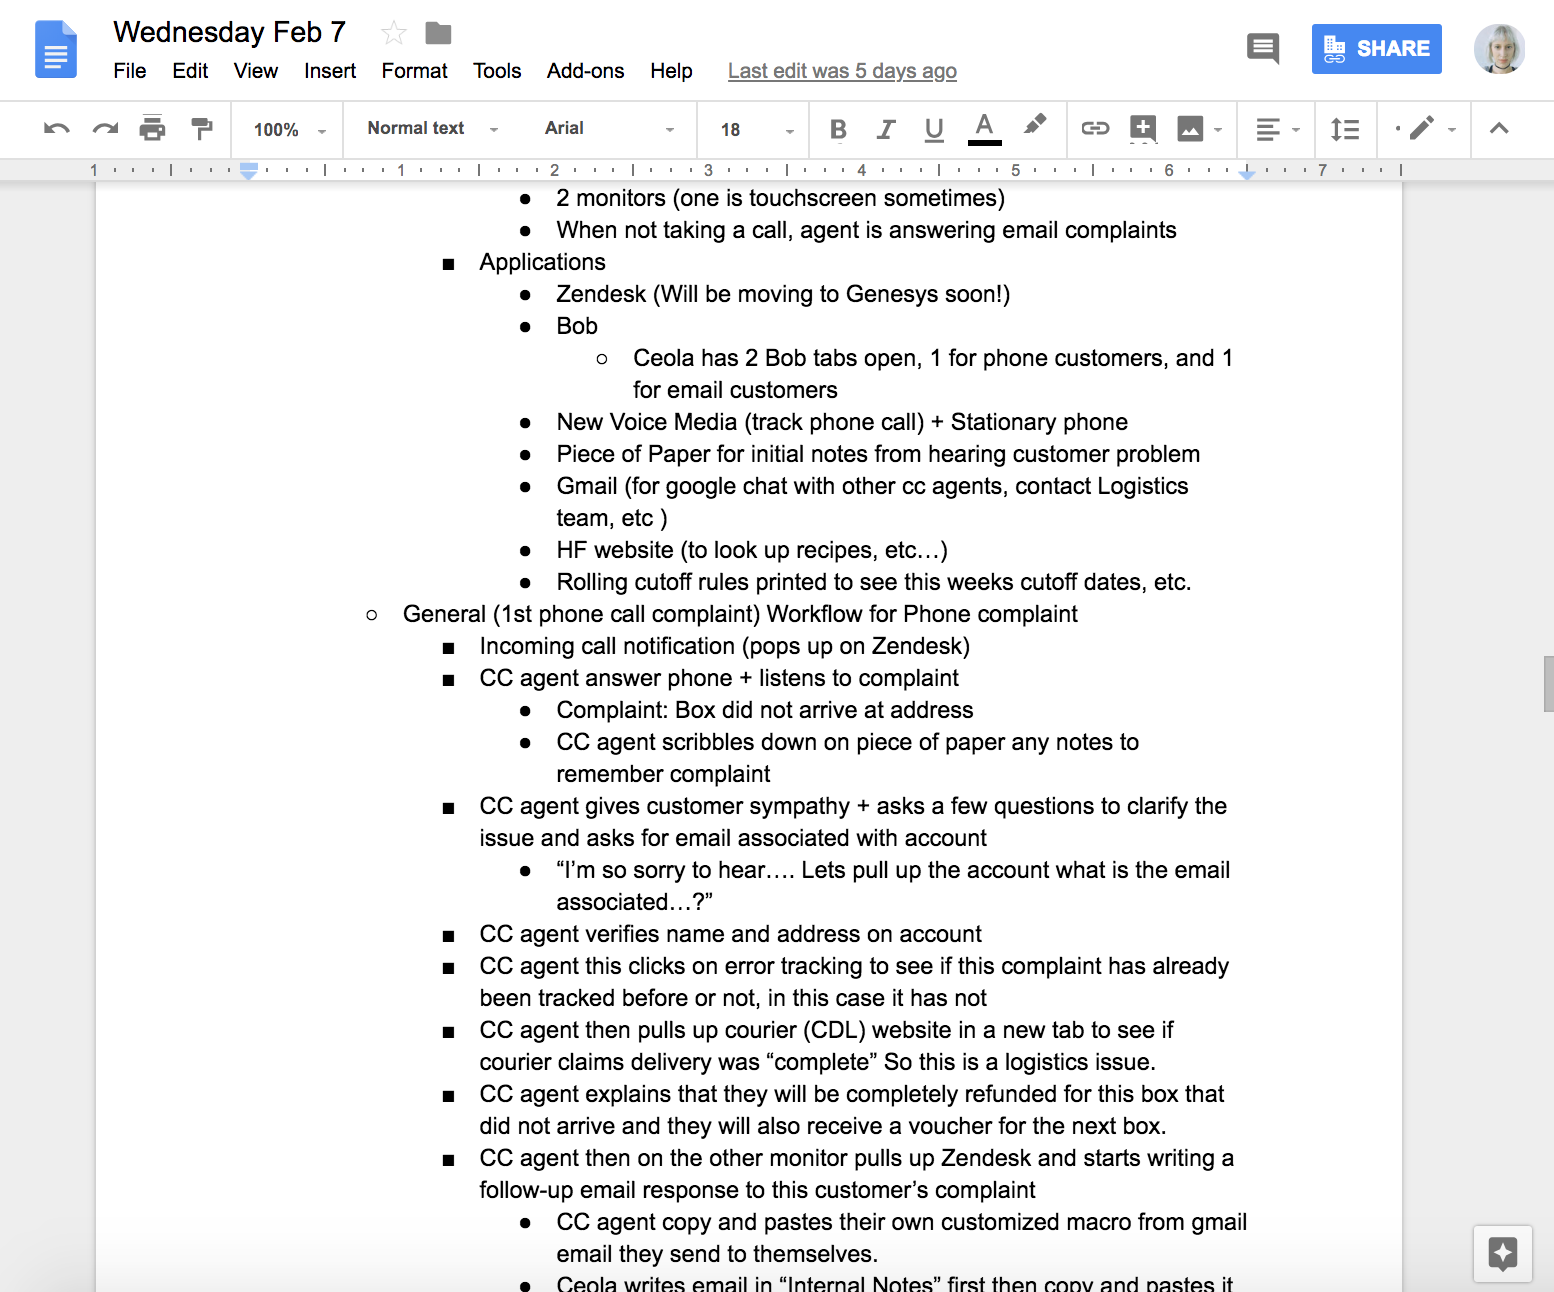 Wednesday Feb 7
File Edit View Insert Format Tools Add-ons Help Last edit was 5 days ago
SHARE
100% Normal text Arial 18 B I U A
1 1 2 3 4 5 6 7
● 2 monitors (one is touchscreen sometimes)
● When not taking a call, agent is answering email complaints
■ Applications
● Zendesk (Will be moving to Genesys soon!)
● Bob
○ Ceola has 2 Bob tabs open, 1 for phone customers, and 1
for email customers
● New Voice Media (track phone call) + Stationary phone
● Piece of Paper for initial notes from hearing customer problem
● Gmail (for google chat with other cc agents, contact Logistics
team, etc )
● HF website (to look up recipes, etc…)
● Rolling cutoff rules printed to see this weeks cutoff dates, etc.
○ General (1st phone call complaint) Workflow for Phone complaint
■ Incoming call notification (pops up on Zendesk)
■ CC agent answer phone + listens to complaint
● Complaint: Box did not arrive at address
● CC agent scribbles down on piece of paper any notes to
remember complaint
■ CC agent gives customer sympathy + asks a few questions to clarify the
issue and asks for email associated with account
● “I’m so sorry to hear…. Lets pull up the account what is the email
associated…?”
■ CC agent verifies name and address on account
■ CC agent this clicks on error tracking to see if this complaint has already
been tracked before or not, in this case it has not
■ CC agent then pulls up courier (CDL) website in a new tab to see if
courier claims delivery was “complete” So this is a logistics issue.
■ CC agent explains that they will be completely refunded for this box that
did not arrive and they will also receive a voucher for the next box.
■ CC agent then on the other monitor pulls up Zendesk and starts writing a
follow-up email response to this customer’s complaint
● CC agent copy and pastes their own customized macro from gmail
email they send to themselves.
● Ceola writes email in “Internal Notes” first then copy and pastes it